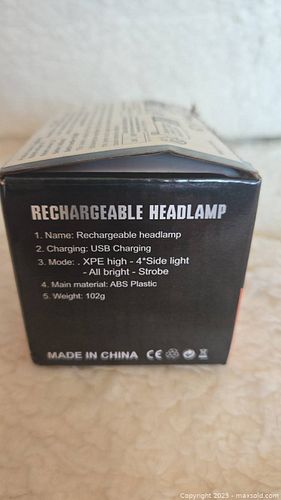 RECHARGEABLE HEADLAMP
1. Name: Rechargeable headlamp
2. Charging: USB Charging
3. Mode: . XPE high - 4*Side light
- All bright - Strobe
4. Main material: ABS Plastic
5. Weight: 102g
MADE IN CHINA CE
Copyright 2023 - maxsold.com